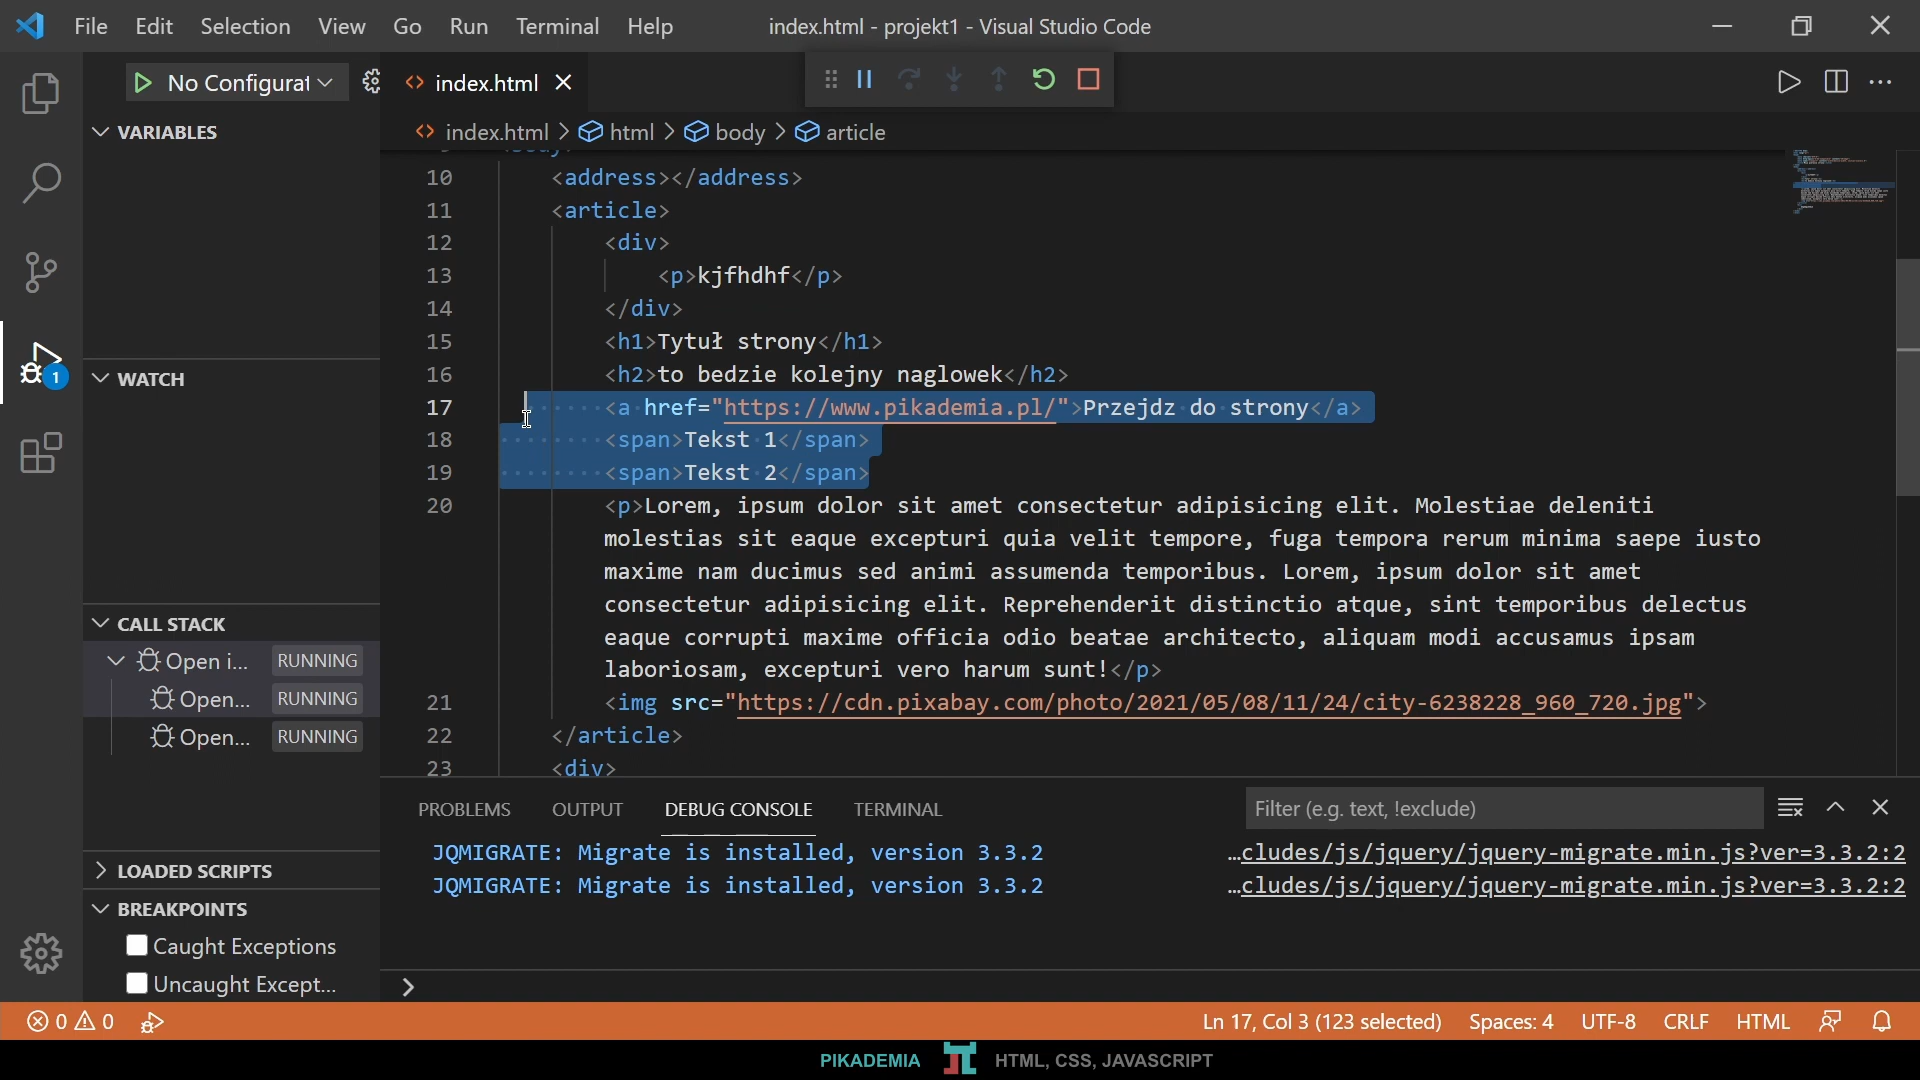 File Edit Selection View Go Run Terminal Help
index.html - projekt1 - Visual Studio Code
No Configurat
index.html
index.html > html > body > article
VARIABLES
WATCH
CALL STACK
Open i... RUNNING
Open... RUNNING
Open... RUNNING
LOADED SCRIPTS
BREAKPOINTS
Caught Exceptions
Uncaught Except...
1
10 <address></address>
11 <article>
12 <div>
13 <p>kjfhdhf</p>
14 </div>
15 <h1>Tytuł strony</h1>
16 <h2>to bedzie kolejny naglowek</h2>
17 <a href="https://www.pikademia.pl/">Przejdz do strony</a>
18 <span>Tekst 1</span>
19 <span>Tekst 2</span>
20 <p>Lorem, ipsum dolor sit amet consectetur adipisicing elit. Molestiae deleniti
molestias sit eaque excepturi quia velit tempore, fuga tempora rerum minima saepe iusto
maxime nam ducimus sed animi assumenda temporibus. Lorem, ipsum dolor sit amet
consectetur adipisicing elit. Reprehenderit distinctio atque, sint temporibus delectus
eaque corrupti maxime officia odio beatae architecto, aliquam modi accusamus ipsam
laboriosam, excepturi vero harum sunt!</p>
21 <img src="https://cdn.pixabay.com/photo/2021/05/08/11/24/city-6238228_960_720.jpg">
22 </article>
23 <div>
PROBLEMS OUTPUT DEBUG CONSOLE TERMINAL
Filter (e.g. text, !exclude)
JQMIGRATE: Migrate is installed, version 3.3.2 …cludes/js/jquery/jquery-migrate.min.js?ver=3.3.2:2
JQMIGRATE: Migrate is installed, version 3.3.2 …cludes/js/jquery/jquery-migrate.min.js?ver=3.3.2:2
0 0 Ln 17, Col 3 (123 selected) Spaces: 4 UTF-8 CRLF HTML
PIKADEMIA HTML, CSS, JAVASCRIPT